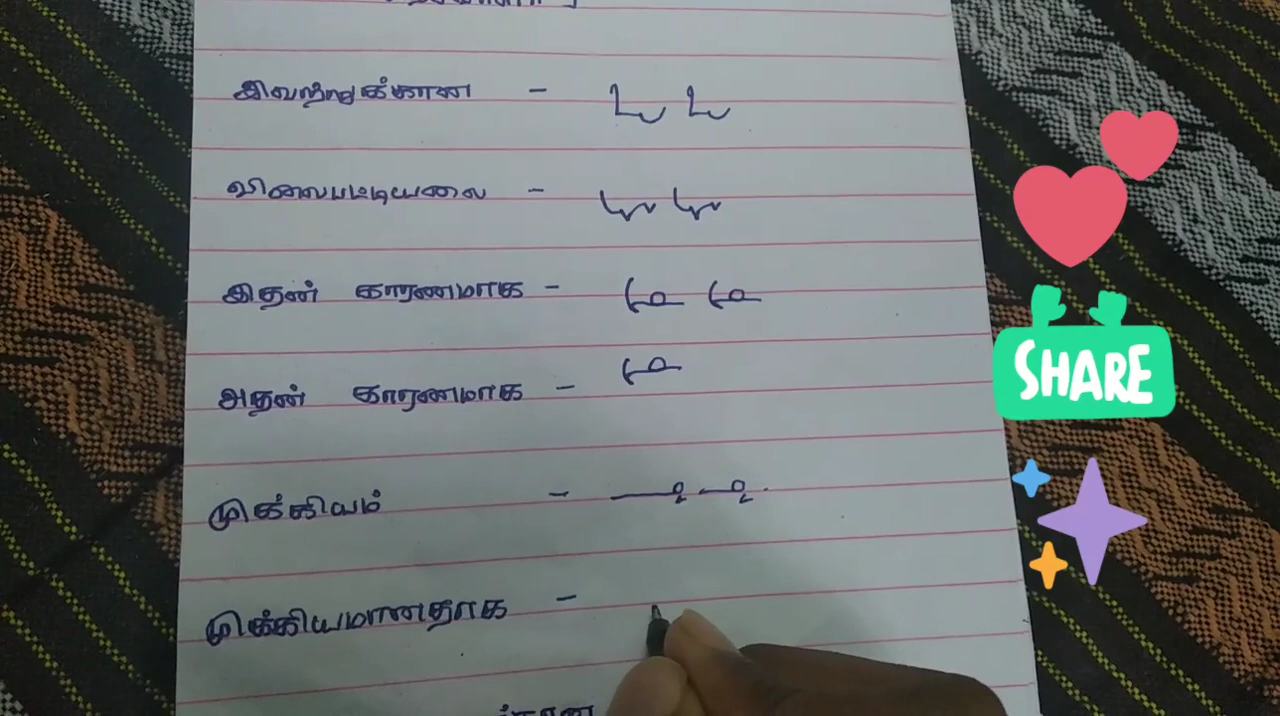 இவற்றுக்கான -
விலைபட்டியலை -
இதன் காரணமாக -
அதன் காரணமாக -
முக்கியம் -
முக்கியமானதாக -
SHARE